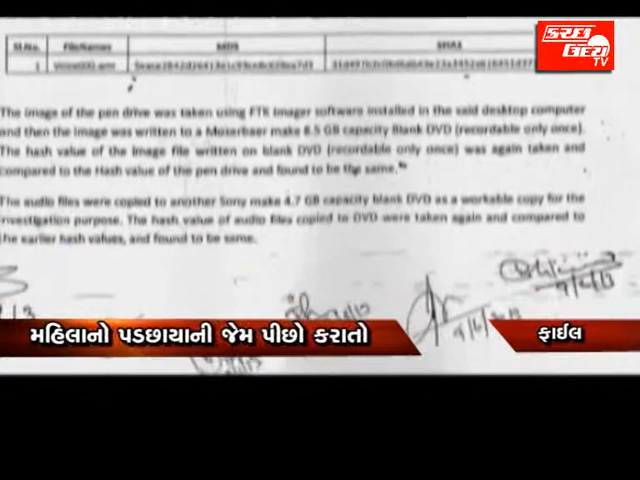 કચ્છ
ઉદય
TV
Sl.No. FileNames MD5 SHA1
1
The image of the pen drive was taken using FTK Imager software installed in the said desktop computer
and then the image was written to a Moserbaer make 8.5 GB capacity Blank DVD (recordable only once).
The hash value of the image file written on blank DVD (recordable only once) was again taken and
compared to the Hash value of the pen drive and found to be the same.
The audio files were copied to another Sony make 4.7 GB capacity blank DVD as a workable copy for the
investigation purpose. The hash value of audio files copied to DVD were taken again and compared to
the earlier hash values, and found to be same.
મહિલાનો પડછાયાની જેમ પીછો કરાતો
ફાઈલ